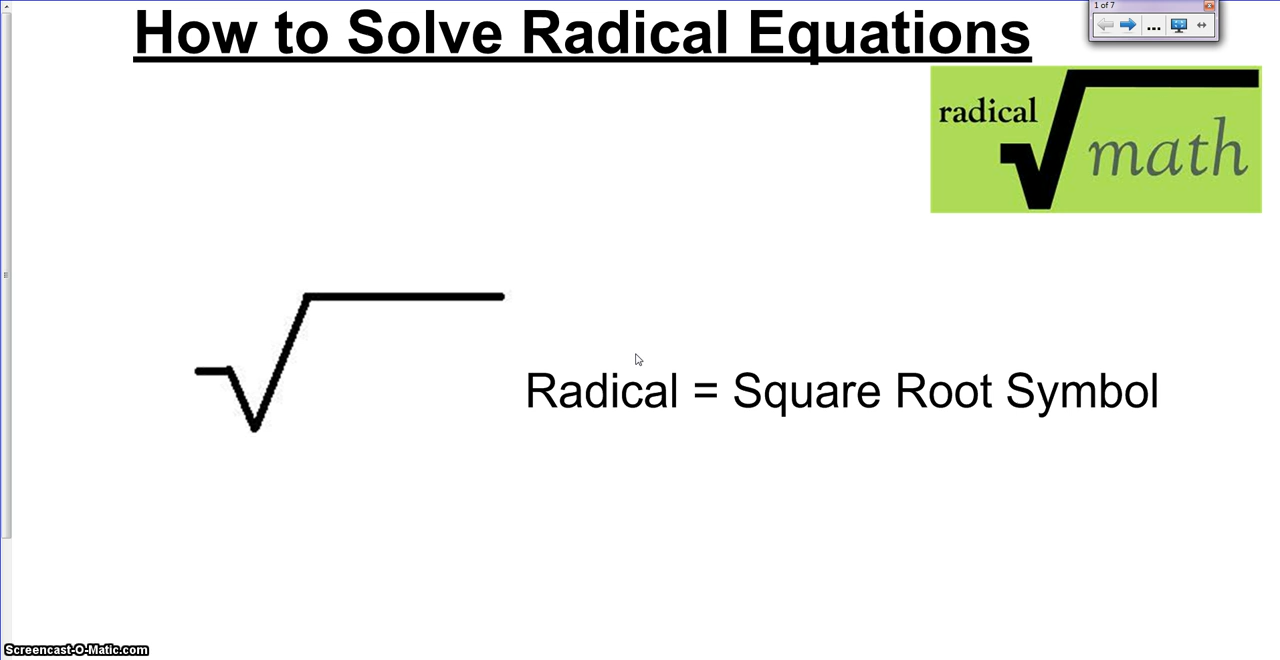 How to Solve Radical Equations
1 of 7
radical
math
Radical = Square Root Symbol
Screencast-O-Matic.com